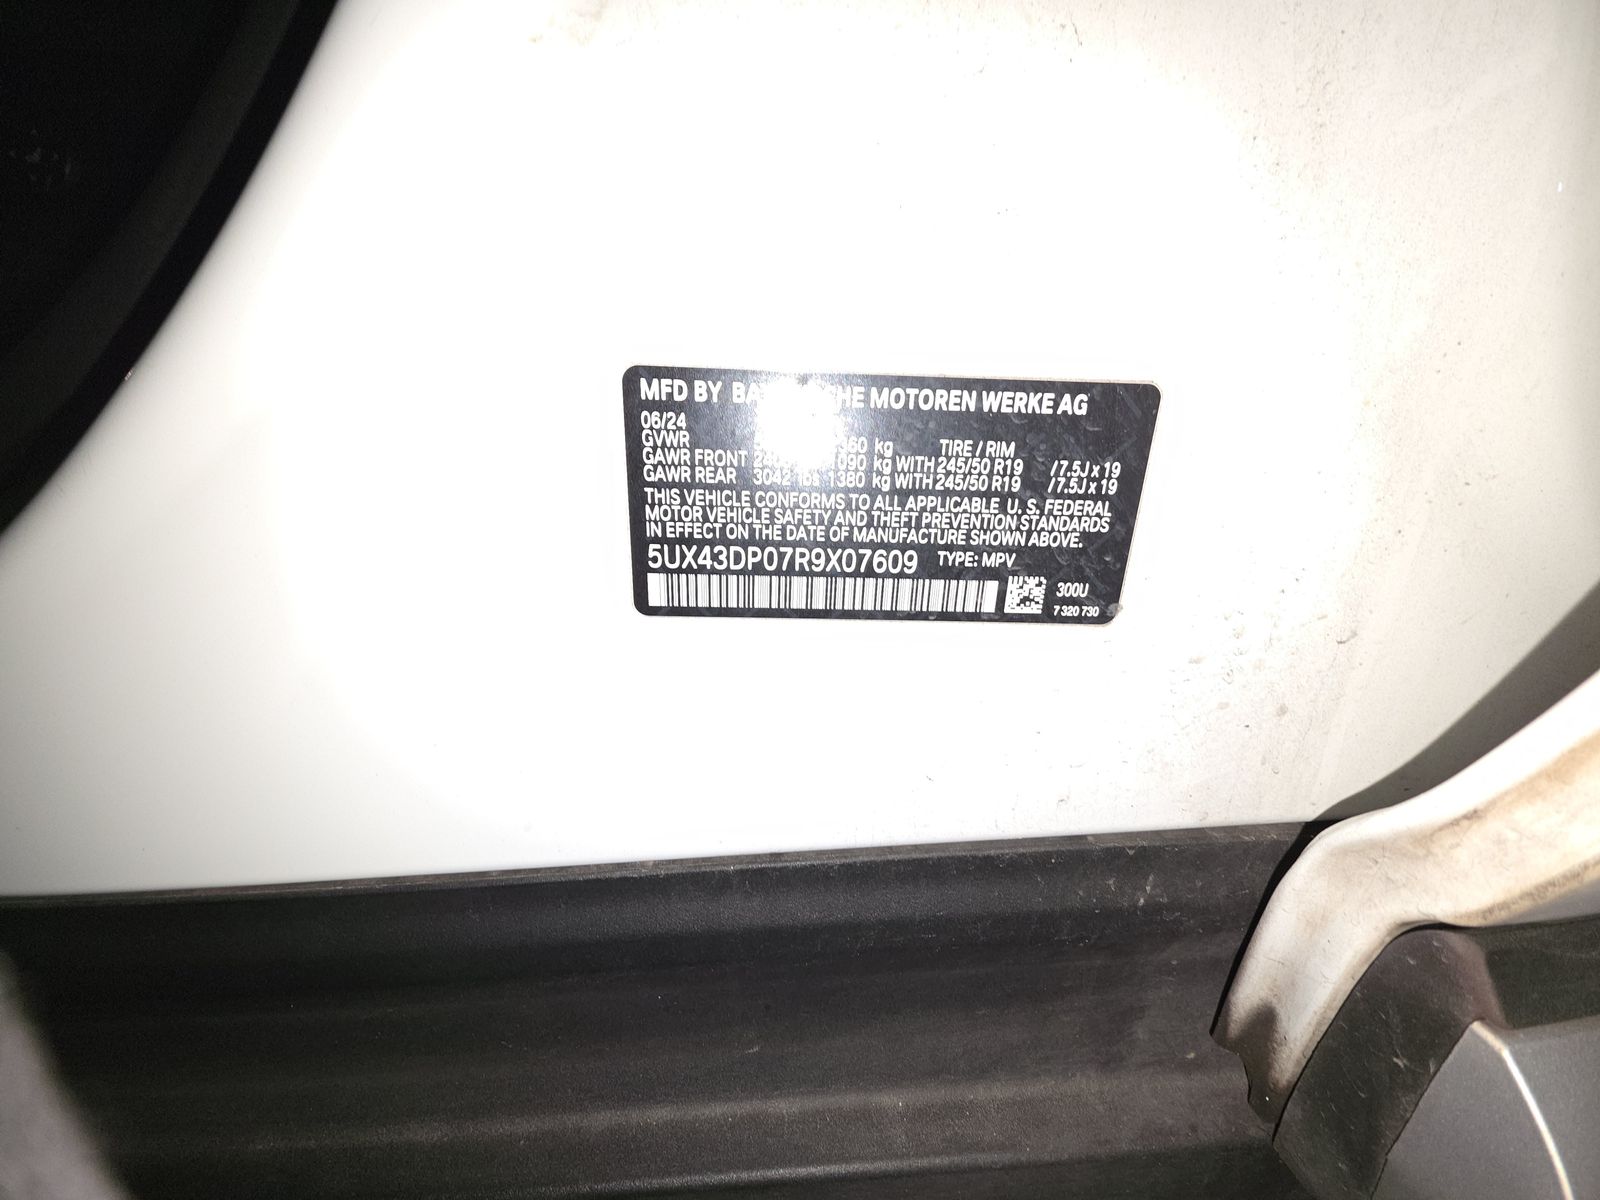 MFD BY HE MOTOREN WERKE AG
06/24
GVWR kg TIRE / RIM
GAWR FRONT kg WITH 245/50 R19 /7.5J x 19
GAWR REAR 3042 lbs 1380 kg WITH 245/50 R19 /7.5J x 19
THIS VEHICLE CONFORMS TO ALL APPLICABLE U. S. FEDERAL
MOTOR VEHICLE SAFETY AND THEFT PREVENTION STANDARDS
IN EFFECT ON THE DATE OF MANUFACTURE SHOWN ABOVE.
5UX43DP07R9X07609 TYPE: MPV
300U
7 320 730